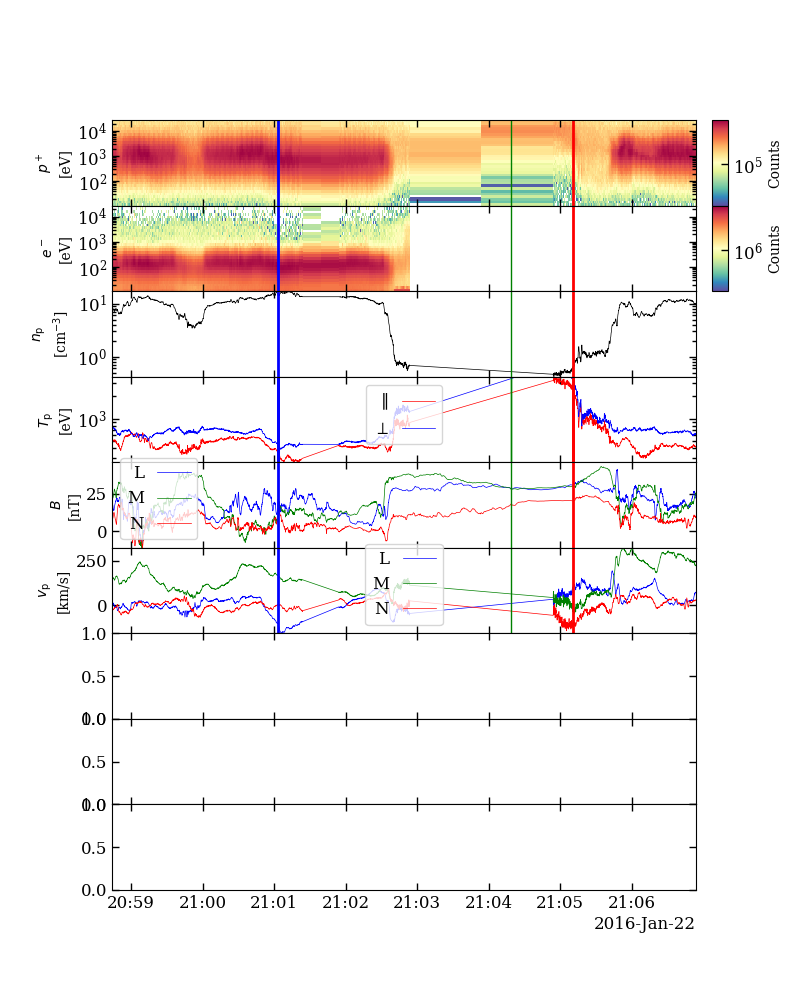 10⁴
10³
10²
p⁺
[eV]
10⁵
Counts
10⁴
10³
10²
e⁻
[eV]
10⁶
Counts
10¹
10⁰
nₚ
[cm⁻³]
10³
Tₚ
[eV]
∥
⊥
25
0
B
[nT]
L
M
N
250
0
vₚ
[km/s]
L
M
N
1.0
0.5
0.0
1.0
0.5
0.0
1.0
0.5
0.0
20:59 21:00 21:01 21:02 21:03 21:04 21:05 21:06
2016-Jan-22